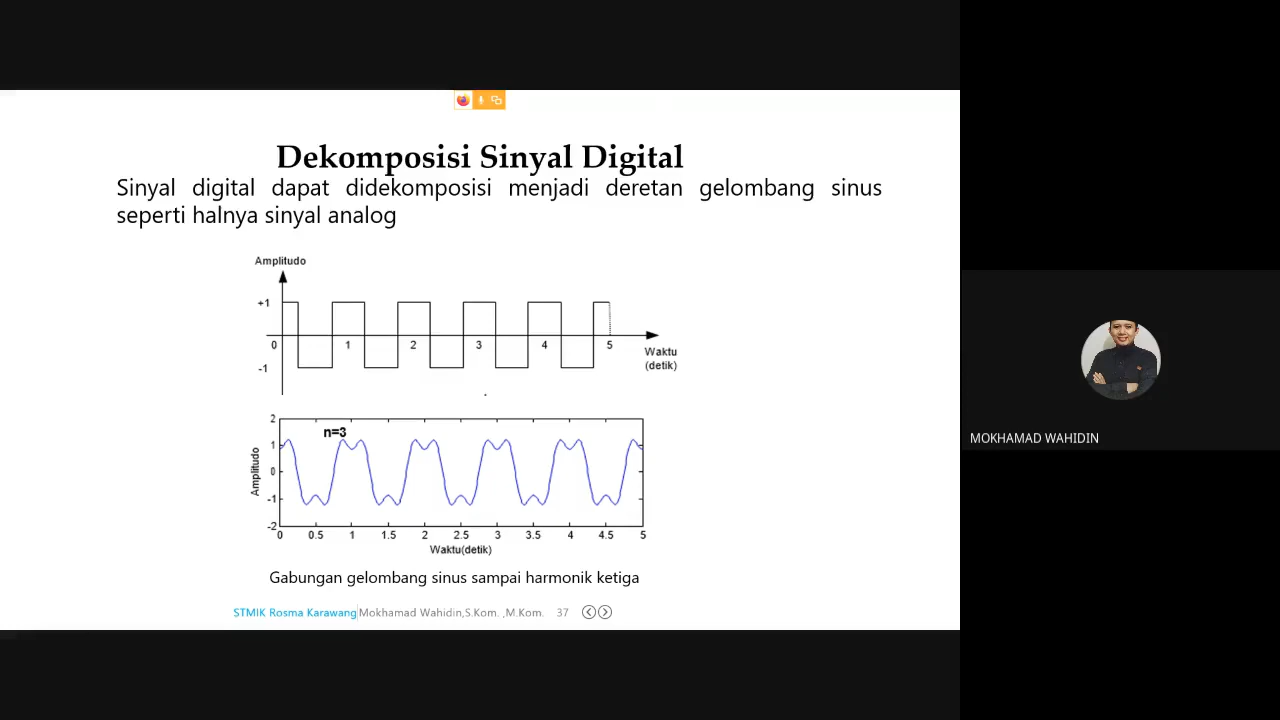 Dekomposisi Sinyal Digital
Sinyal digital dapat didekomposisi menjadi deretan gelombang sinus
seperti halnya sinyal analog
Amplitudo
+1
0 1 2 3 4 5
Waktu
(detik)
-1
2
n=3
1
Amplitudo
0
-1
-2
0 0.5 1 1.5 2 2.5 3 3.5 4 4.5 5
Waktu(detik)
MOKHAMAD WAHIDIN
Gabungan gelombang sinus sampai harmonik ketiga
STMIK Rosma Karawang|Mokhamad Wahidin,S.Kom. ,M.Kom. 37